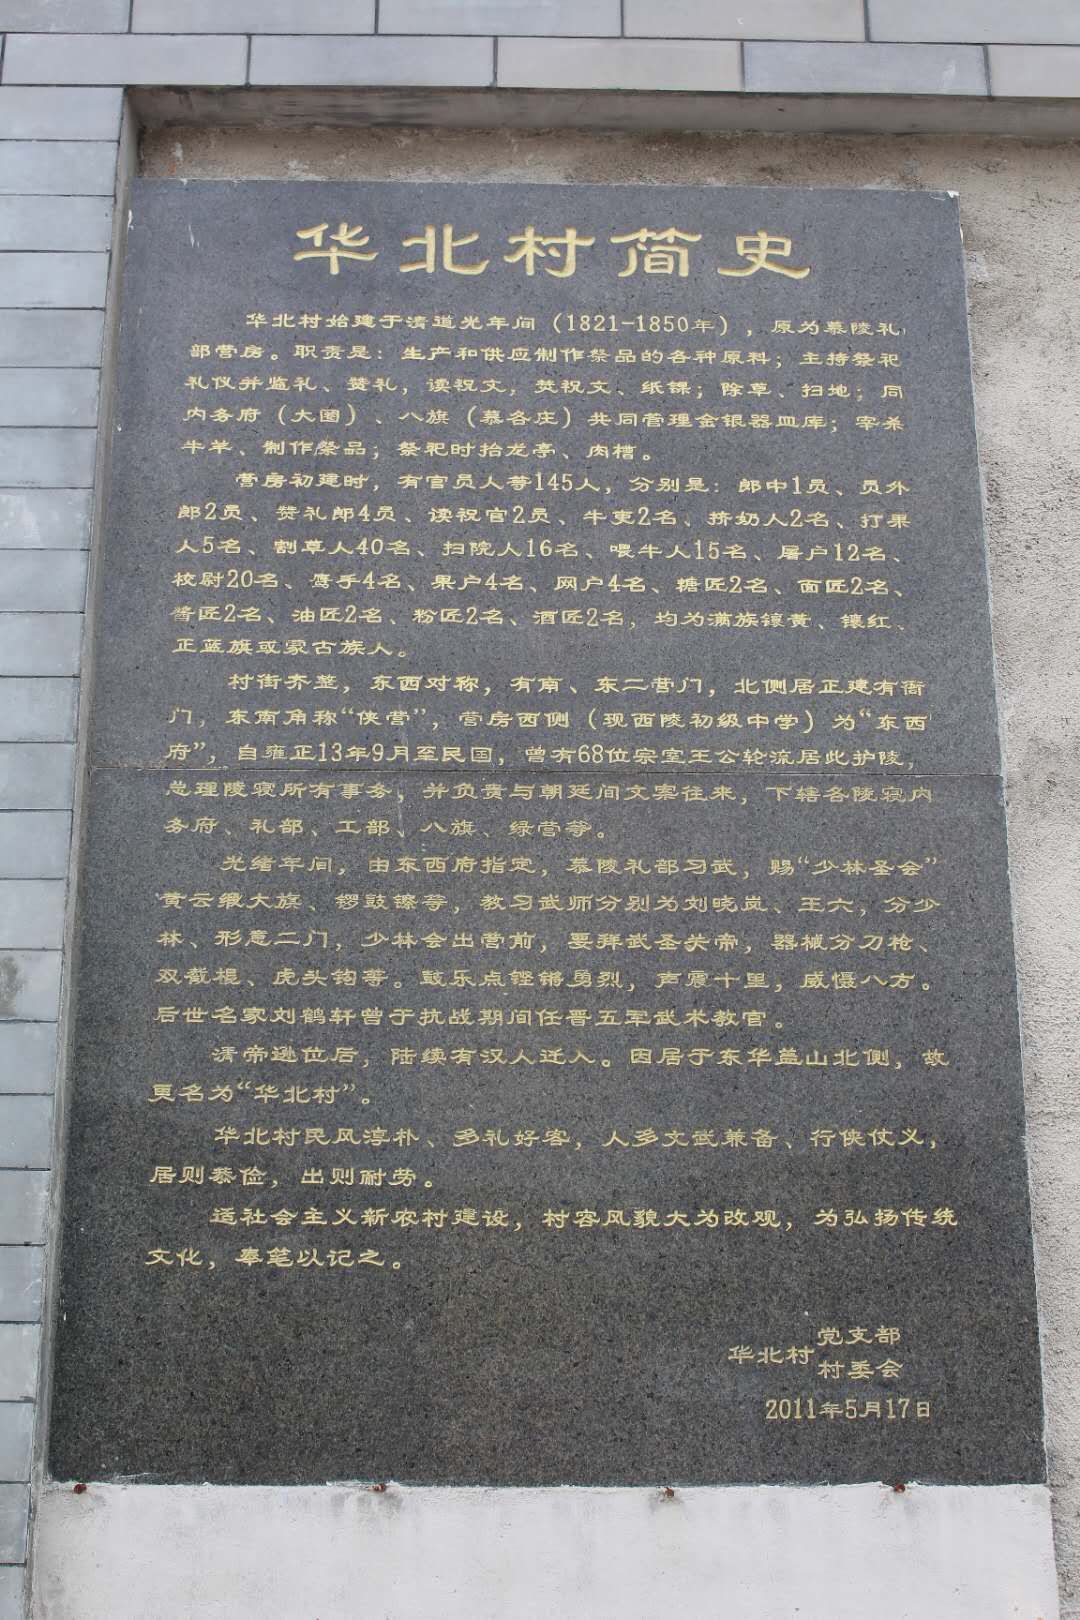 华北村简史
华北村始建于清道光年间（1821-1850年），原为慕陵礼
部营房。职责是：生产和供应制作祭品的各种原料；主持祭祀
礼仪并监礼、赞礼，读祝文，焚祝文、纸锞；除草、扫地；同
内务府（大圈）、八旗（慕各庄）共同管理金银器皿库；宰杀
牛羊、制作祭品；祭祀时抬龙亭、肉槽。
营房初建时，有官员人等145人，分别是：郎中1员、员外
郎2员、赞礼郎4员、读祝官2员、牛吏2名、挤奶人2名、打果
人5名、割草人40名、扫院人16名、喂牛人15名、屠户12名、
校尉20名、鹰手4名、果户4名、网户4名、糖匠2名、面匠2名、
酱匠2名、油匠2名、粉匠2名、酒匠2名，均为满族镶黄、镶红、
正蓝旗或蒙古族人。
村街齐整，东西对称，有南、东二营门，北侧居正建有衙
门，东南角称“侠营”，营房西侧（现西陵初级中学）为“东西
府”，自雍正13年9月至民国，曾有68位宗室王公轮流居此护陵，
总理陵寝所有事务，并负责与朝廷间文案往来，下辖各陵寝内
务府、礼部、工部、八旗、绿营等。
光绪年间，由东西府指定，慕陵礼部习武，赐“少林圣会”
黄云缎大旗、锣鼓镲等，教习武师分别为刘晓岚、王六，分少
林、形意二门，少林会出营前，要拜武圣关帝，器械分刀枪、
双截棍、虎头钩等。鼓乐点铿锵勇烈，声震十里，威慑八方。
后世名家刘鹤轩曾于抗战期间任晋五军武术教官。
清帝逊位后，陆续有汉人迁入。因居于东华盖山北侧，故
更名为“华北村”。
华北村民风淳朴、多礼好客，人多文武兼备、行侠仗义，
居则恭俭，出则耐劳。
适社会主义新农村建设，村容风貌大为改观，为弘扬传统
文化，奉笔以记之。
党支部
华北村
村委会
2011年5月17日